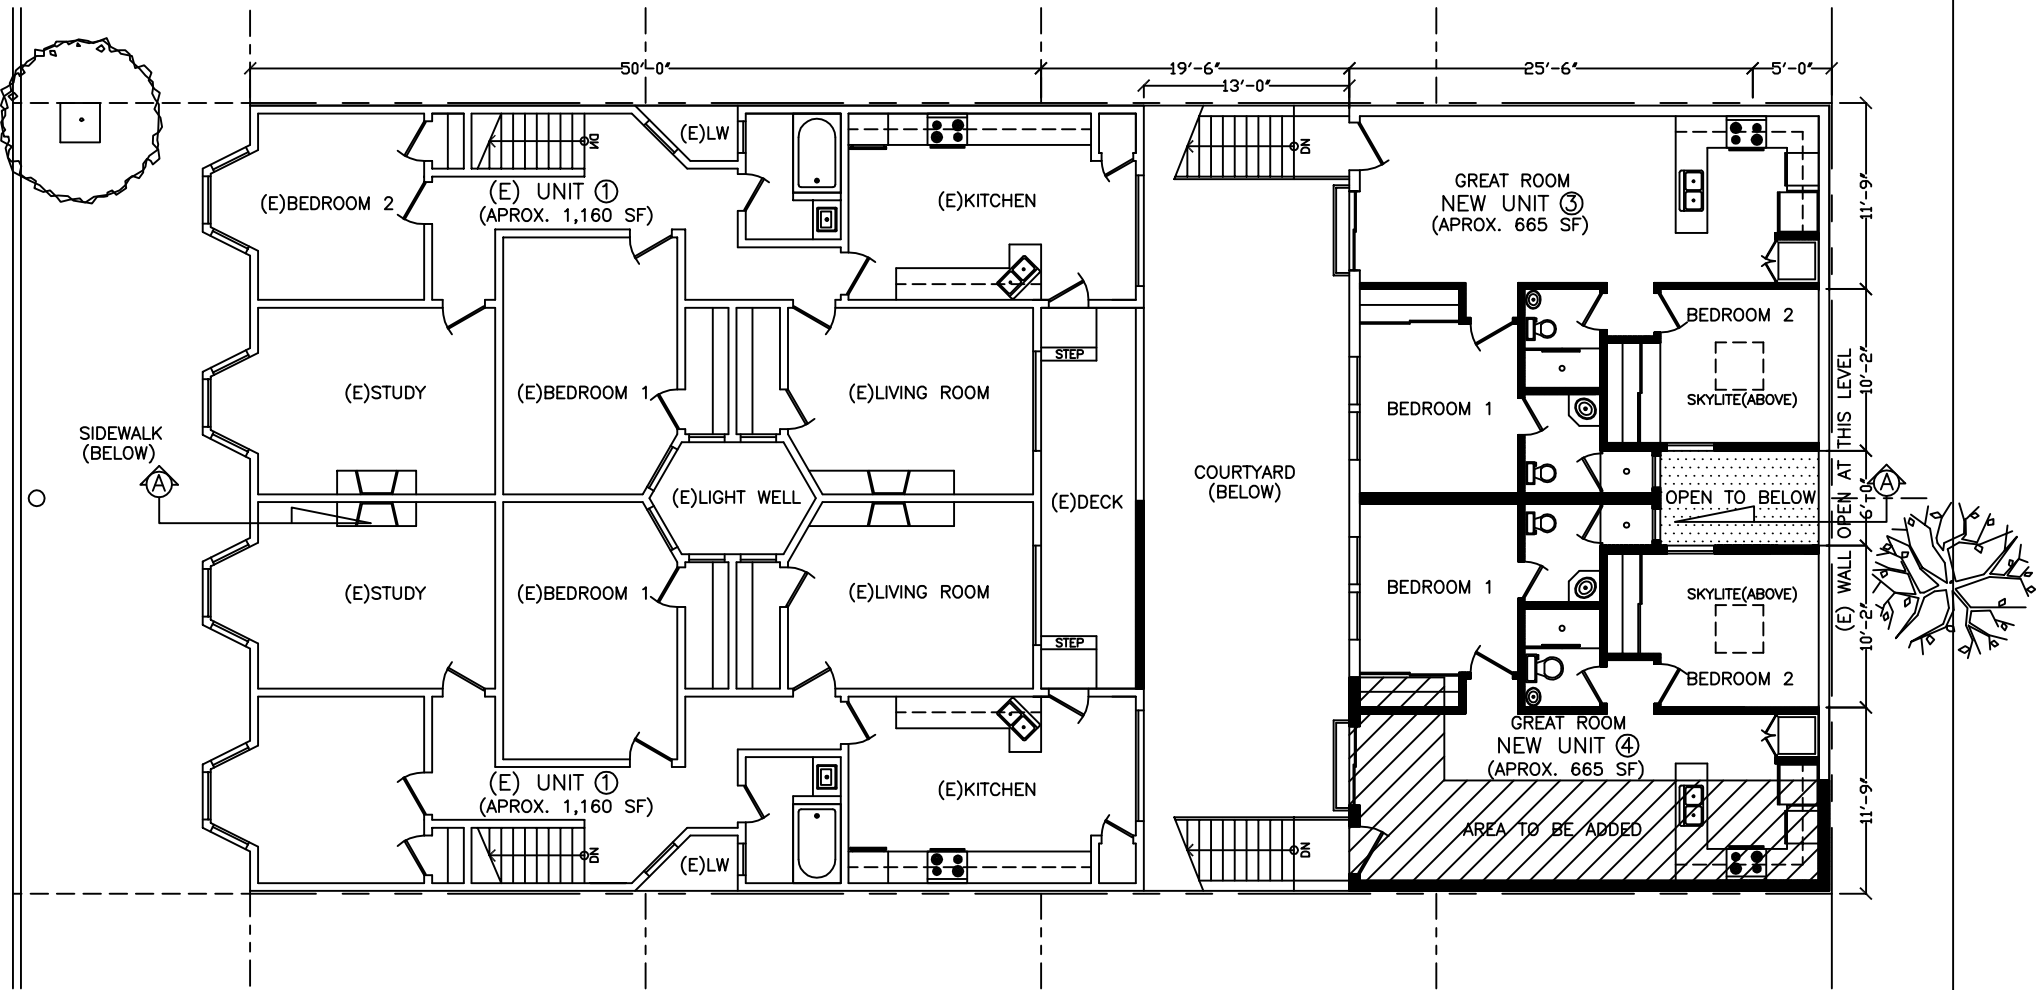 50'-0"
19'-6"
25'-6"
5'-0"
13'-0"
(E)LW
DN
DN
(E)BEDROOM 2
(E) UNIT 1
(APROX. 1,160 SF)
(E)KITCHEN
GREAT ROOM
NEW UNIT 3
(APROX. 665 SF)
11'-9"
BEDROOM 2
SKYLITE(ABOVE)
10'-2"
STEP
(E)STUDY
(E)BEDROOM 1
(E)LIVING ROOM
BEDROOM 1
SIDEWALK
(BELOW)
A
(E)LIGHT WELL
(E)DECK
COURTYARD
(BELOW)
OPEN TO BELOW
6'-0"
A
(E) WALL OPEN AT THIS LEVEL
(E)STUDY
(E)BEDROOM 1
(E)LIVING ROOM
BEDROOM 1
SKYLITE(ABOVE)
10'-2"
STEP
BEDROOM 2
GREAT ROOM
NEW UNIT 4
(APROX. 665 SF)
(E) UNIT 1
(APROX. 1,160 SF)
(E)KITCHEN
11'-9"
AREA TO BE ADDED
DN
(E)LW
DN